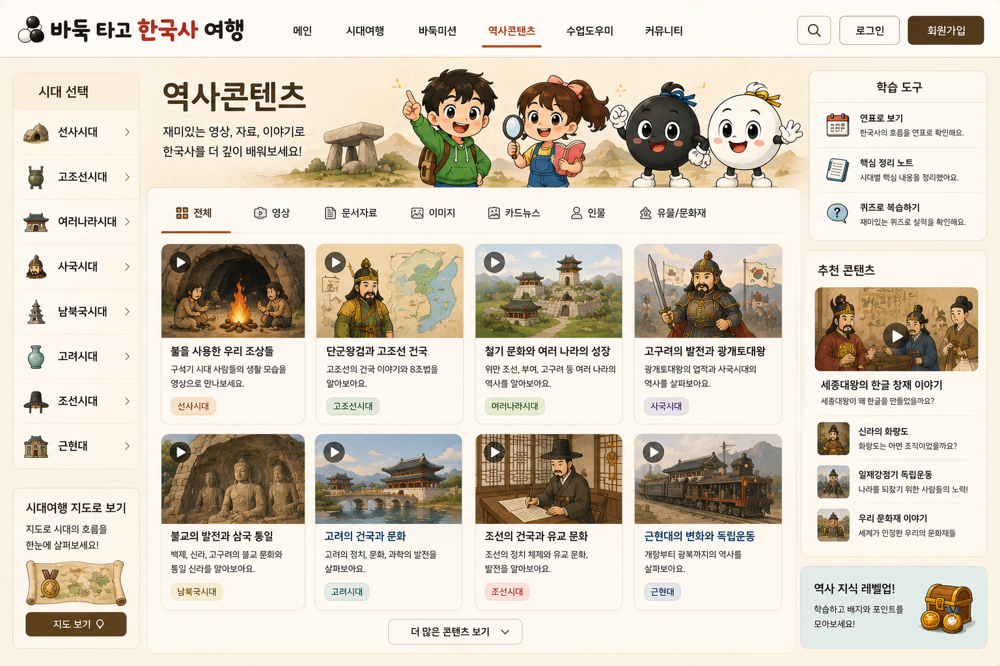 바둑 타고 한국사 여행
메인
시대여행
바둑미션
역사콘탠츠
수업도우미
커뮤니티
로그인
회원가입
시대 선택
선사시대
고조선시대
여러나라시대
사국시대
남북국시대
고려시대
조선시대
근현대
시대여행 지도로 보기
지도로 시대의 흐름을
한눈에 살펴보세요!
지도 보기
역사콘텐츠
재미있는 영상, 자료, 이야기로
한국사를 더 깊이 배워보세요!
전체
영상
문서자료
이미지
카드뉴스
인물
유물/문화재
불을 사용한 우리 조상들
구석기 시대 사람들의 생활 모습을
영상으로 만나보세요.
선사시대
단군왕검과 고조선 건국
고조선의 건국 이야기와 8조법을
알아보아요.
고조선시대
철기 문화와 여러 나라의 성장
위만 조선, 부여, 고구려 등 여러 나라의
역사를 알아보아요.
여러나라시대
고구려의 발전과 광개토대왕
광개토대왕의 업적과 사국시대의
역사를 살펴보아요.
사국시대
불교의 발전과 삼국 통일
백제, 신라, 고구려의 불교 문화와
통일 신라를 알아보아요.
남북국시대
고려의 건국과 문화
고려의 정치, 문화, 과학의 발전을
살펴보아요.
고려시대
조선의 건국과 유교 문화
조선의 정치 체제와 유교 문화,
발전을 알아보아요.
조선시대
근현대의 변화와 독립운동
개항부터 광복까지의 역사를
살펴보아요.
근현대
더 많은 콘텐츠 보기
학습 도구
연표로 보기
한국사의 흐름을 연표로 확인해요.
핵심 정리 노트
시대별 핵심 내용을 정리했어요.
퀴즈로 복습하기
재미있는 퀴즈로 실력을 확인해요.
추천 콘텐츠
세종대왕의 한글 창제 이야기
세종대왕이 왜 한글을 만들었을까요?
신라의 화랑도
화랑도는 어떤 조직이었을까요?
일제강점기 독립운동
나라를 되찾기 위한 사람들의 노력!
우리 문화재 이야기
세계가 인정한 우리의 문화재들
역사 지식 레벨업!
학습하고 배지와 포인트를
모아보세요!